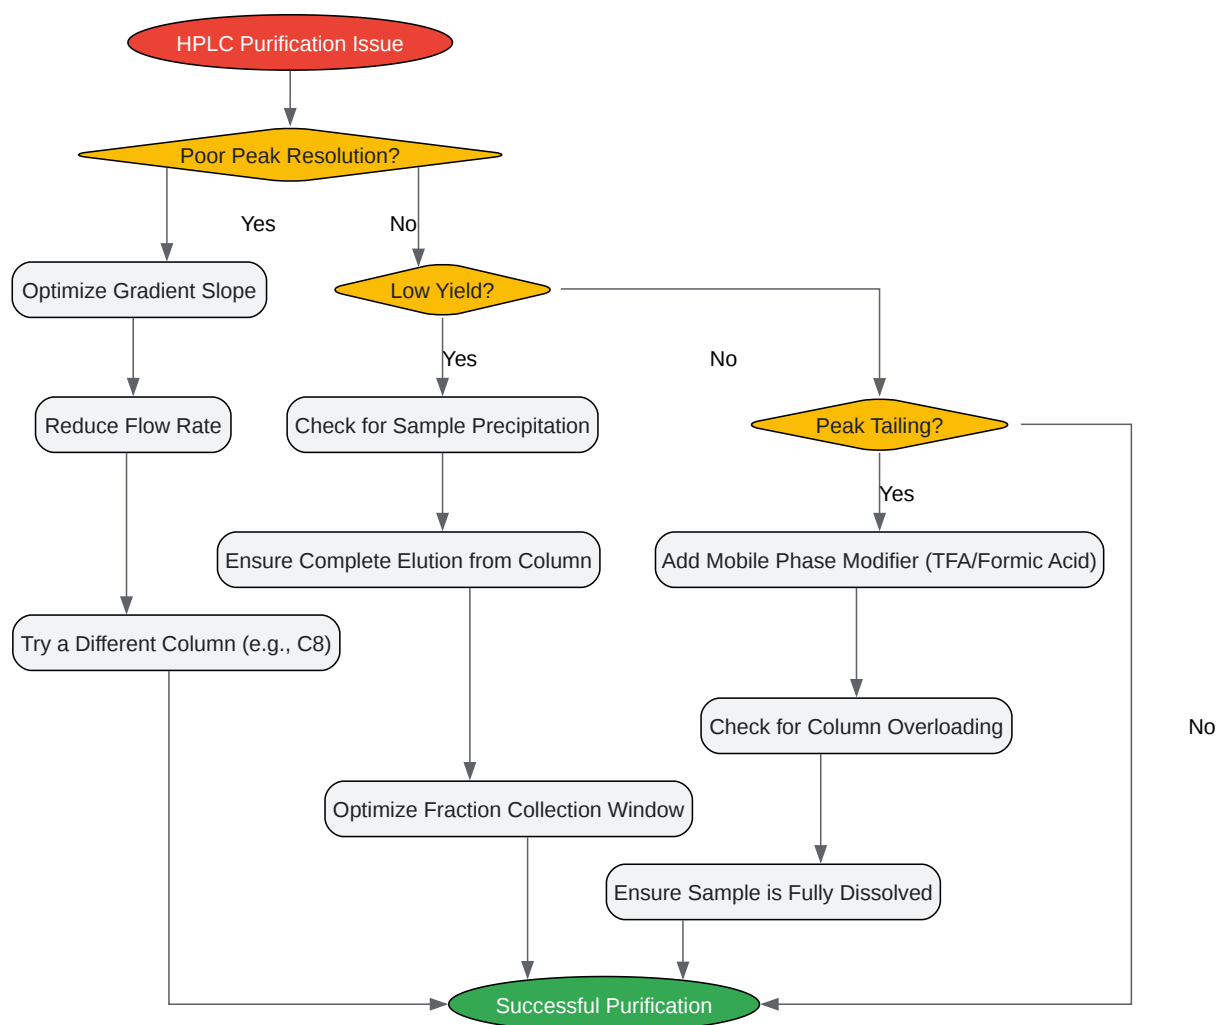 HPLC Purification Issue
Poor Peak Resolution?
Yes
No
Optimize Gradient Slope
Low Yield?
Yes
No
Reduce Flow Rate
Check for Sample Precipitation
Peak Tailing?
Yes
Ensure Complete Elution from Column
Add Mobile Phase Modifier (TFA/Formic Acid)
Try a Different Column (e.g., C8)
Check for Column Overloading
No
Optimize Fraction Collection Window
Ensure Sample is Fully Dissolved
Successful Purification